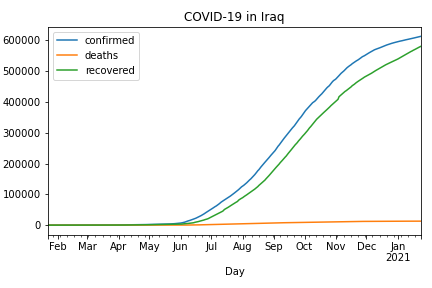 COVID-19 in Iraq
confirmed
deaths
recovered
600000
500000
400000
300000
200000
100000
0
Feb Mar Apr May Jun Jul Aug Sep Oct Nov Dec Jan
2021
Day